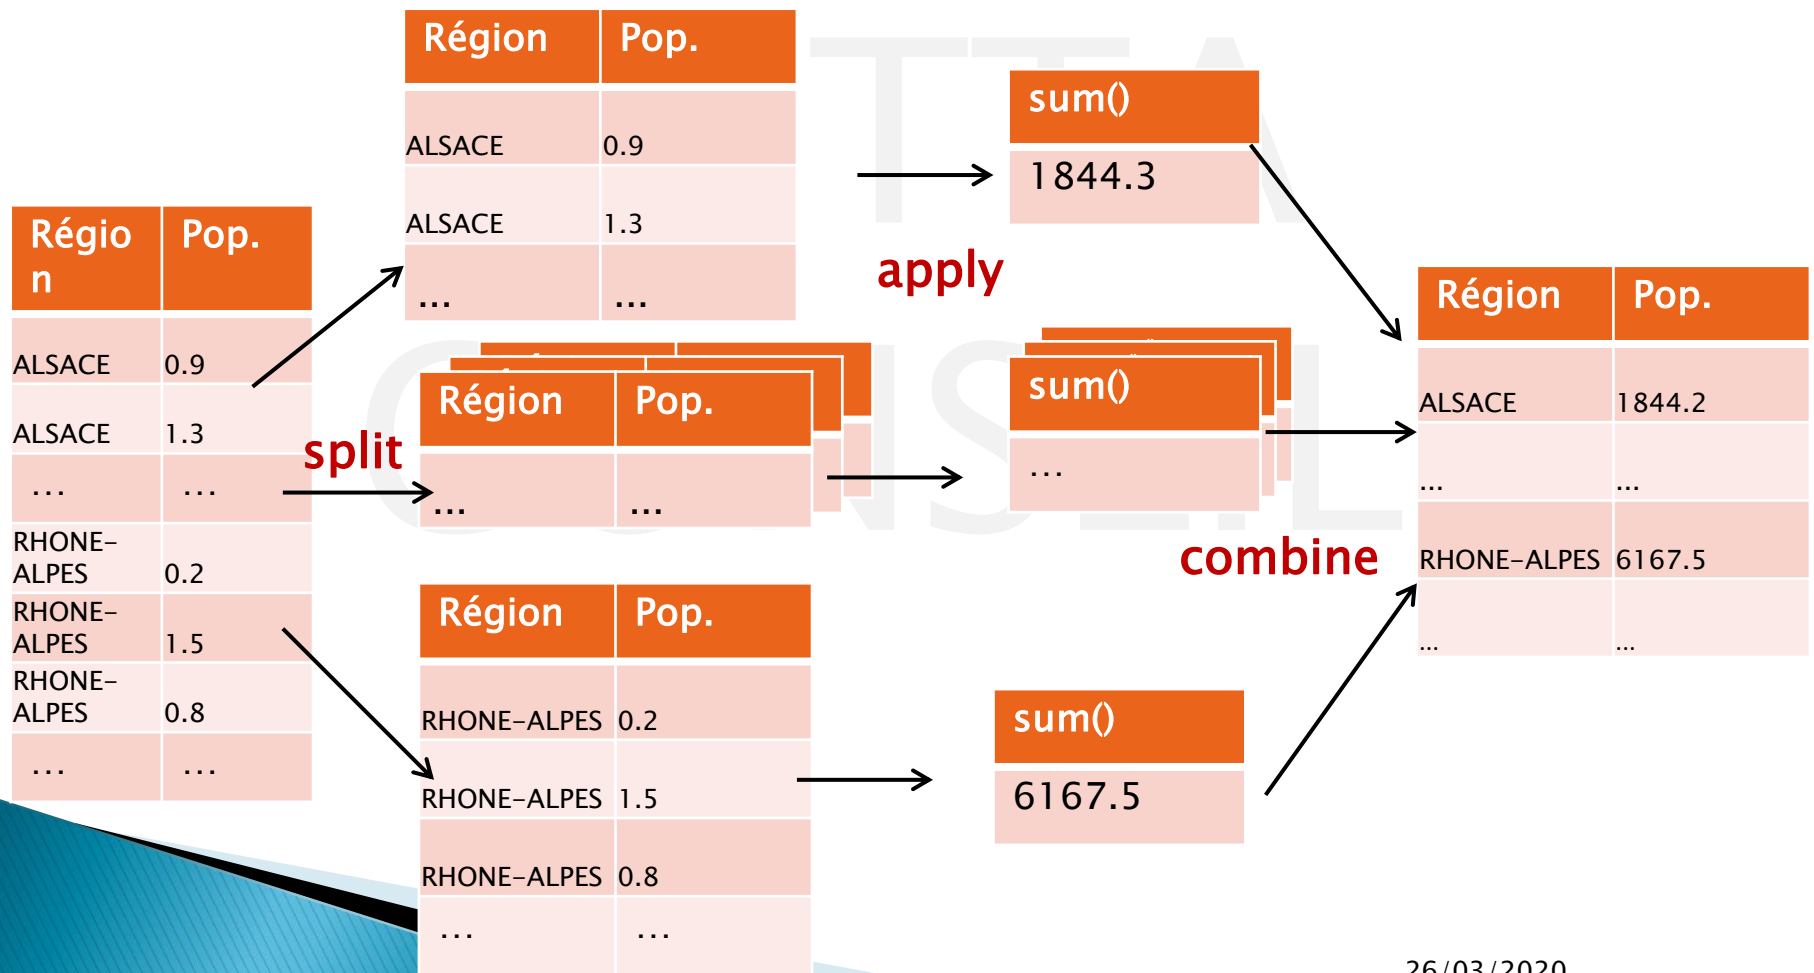 Régio
n
Pop.
ALSACE 0.9
ALSACE 1.3
... ...
RHONE-
ALPES 0.2
RHONE-
ALPES 1.5
RHONE-
ALPES 0.8
... ...
split
Région Pop.
ALSACE 0.9
ALSACE 1.3
... ...
Région Pop.
... ...
Région Pop.
RHONE-ALPES 0.2
RHONE-ALPES 1.5
RHONE-ALPES 0.8
... ...
apply
sum()
1844.3
sum()
...
sum()
6167.5
combine
Région Pop.
ALSACE 1844.2
... ...
RHONE-ALPES 6167.5
... ...
26/03/2020